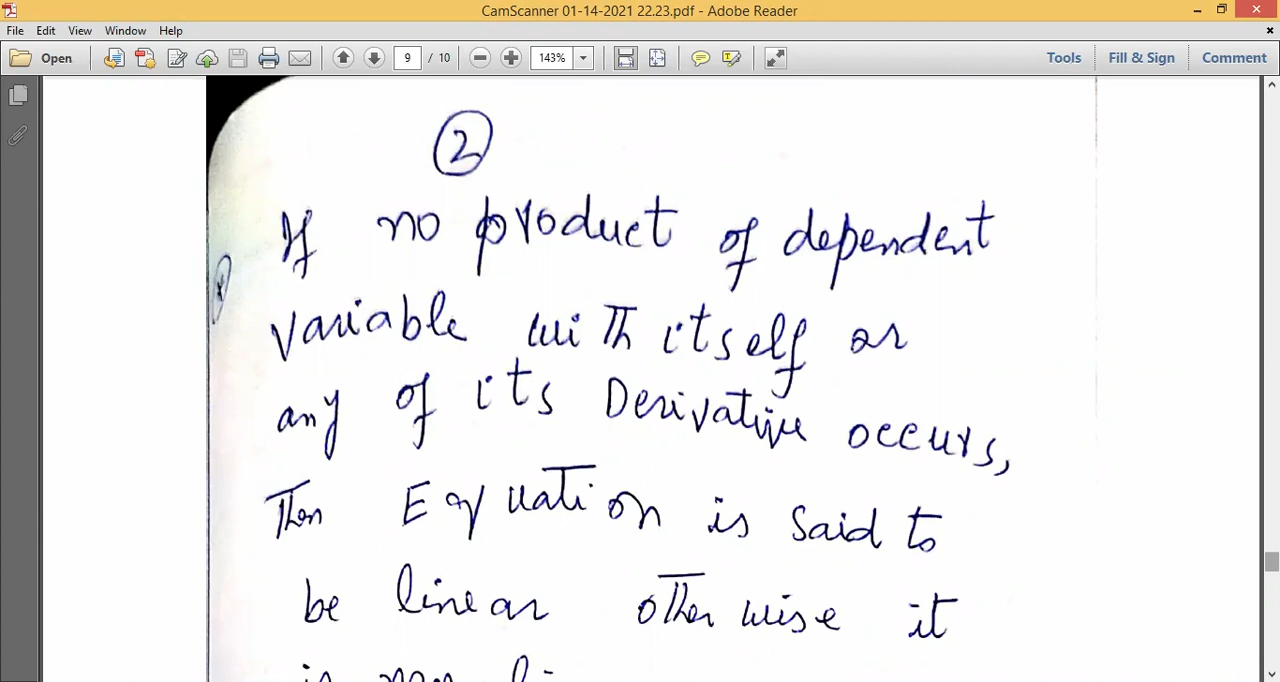 CamScanner 01-14-2021 22.23.pdf - Adobe Reader
File Edit View Window Help
Open 9 / 10 143% Tools Fill & Sign Comment
2
If no product of dependent
variable with itself or
any of its Derivative occurs,
Then Equation is said to
be linear otherwise it
is non